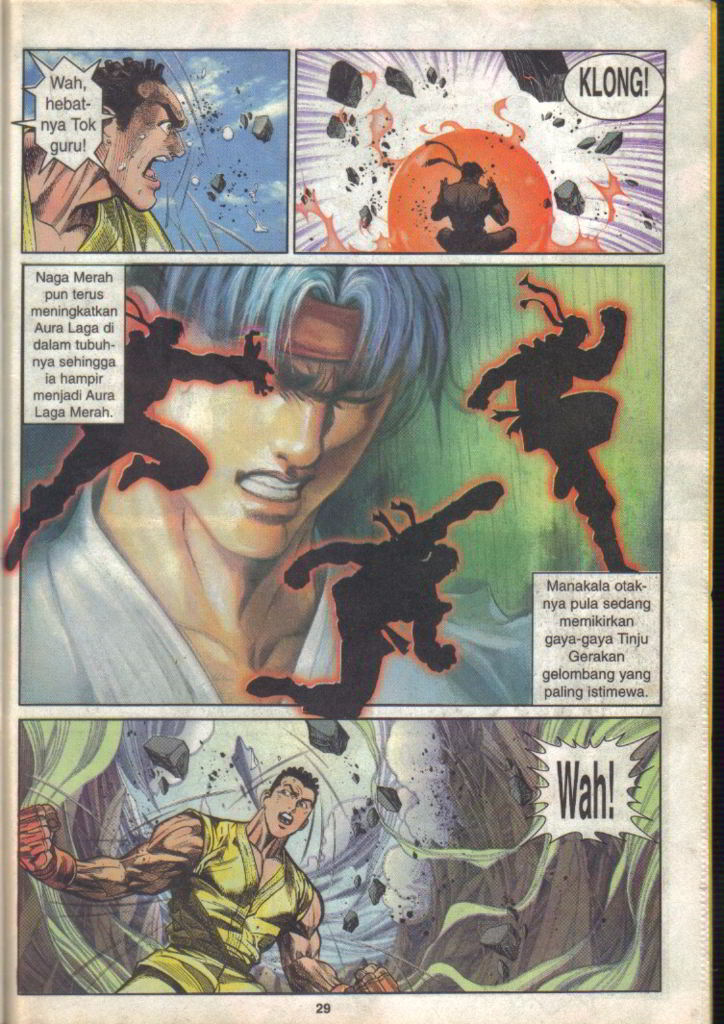 Wah,
hebat-
nya Tok
guru!
KLONG!
Naga Merah
pun terus
meningkatkan
Aura Laga di
dalam tubuh-
nya sehingga
ia hampir
menjadi Aura
Laga Merah.
Manakala otak-
nya pula sedang
memikirkan
gaya-gaya Tinju
Gerakan
gelombang yang
paling istimewa.
Wah!
29